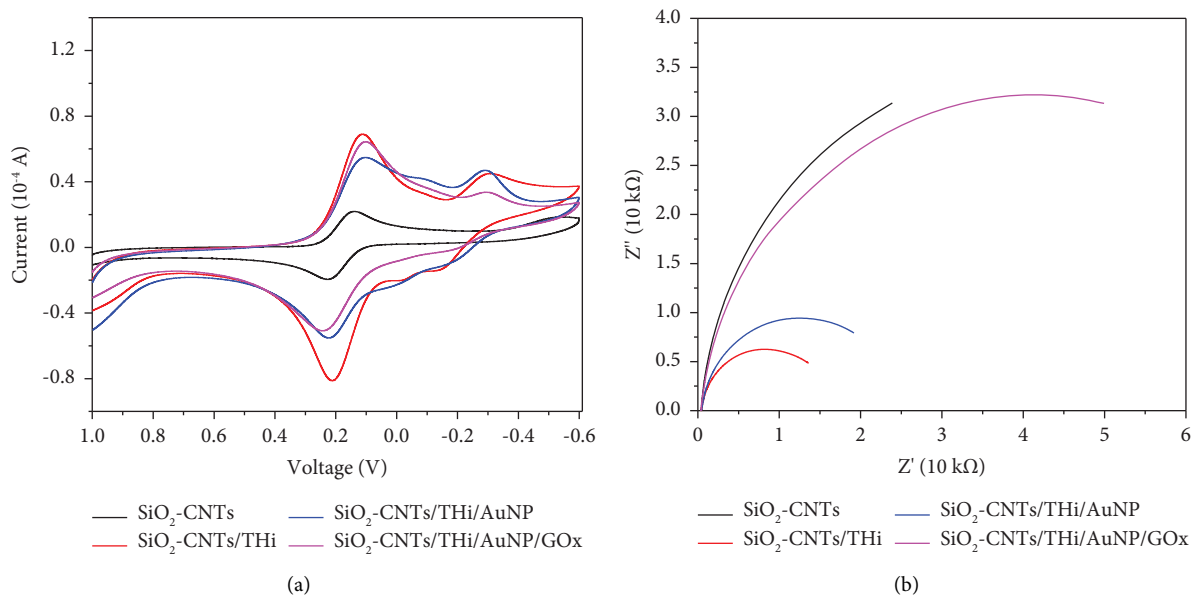 1.2
0.8
0.4
0.0
-0.4
-0.8
Current (10⁻⁴ A)
1.0 0.8 0.6 0.4 0.2 0.0 -0.2 -0.4 -0.6
Voltage (V)
SiO₂-CNTs SiO₂-CNTs/THi/AuNP
SiO₂-CNTs/THi SiO₂-CNTs/THi/AuNP/GOx
(a)
4.0
3.5
3.0
2.5
2.0
1.5
1.0
0.5
0.0
Z'' (10 kΩ)
0 1 2 3 4 5 6
Z' (10 kΩ)
SiO₂-CNTs SiO₂-CNTs/THi/AuNP
SiO₂-CNTs/THi SiO₂-CNTs/THi/AuNP/GOx
(b)